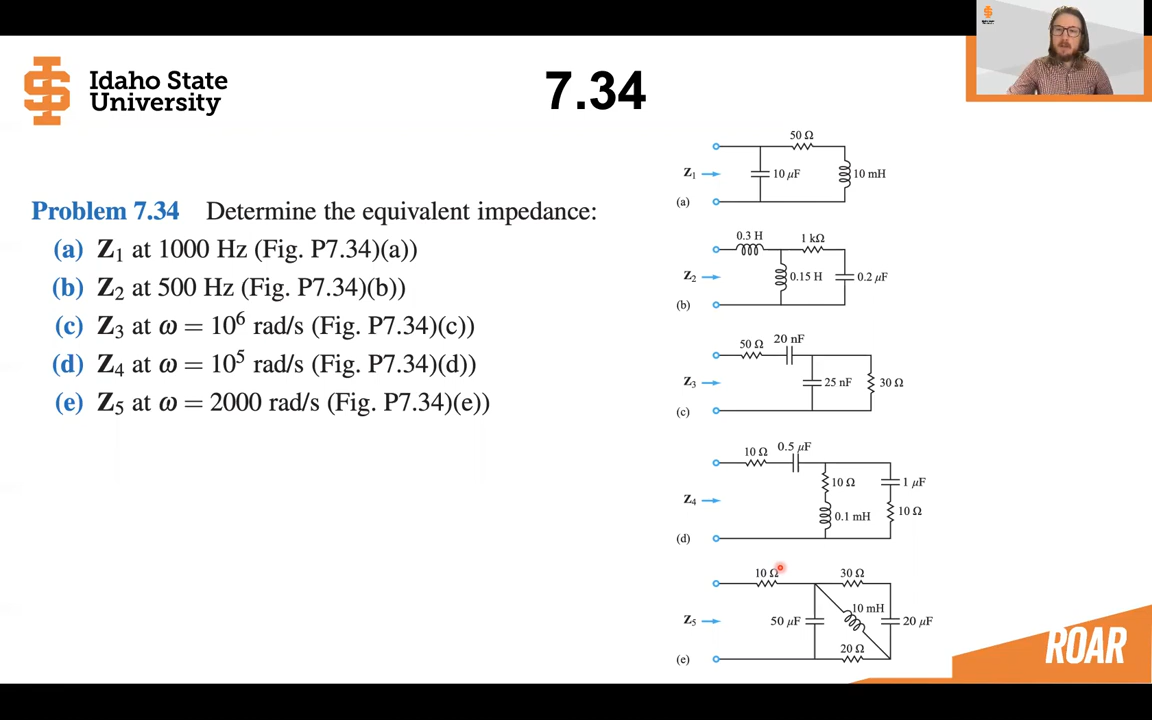 Idaho State
University
7.34
Problem 7.34 Determine the equivalent impedance:
(a) Z₁ at 1000 Hz (Fig. P7.34)(a))
(b) Z₂ at 500 Hz (Fig. P7.34)(b))
(c) Z₃ at ω = 10⁶ rad/s (Fig. P7.34)(c))
(d) Z₄ at ω = 10⁵ rad/s (Fig. P7.34)(d))
(e) Z₅ at ω = 2000 rad/s (Fig. P7.34)(e))
50 Ω
Z₁
10 μF
10 mH
(a)
0.3 H
1 kΩ
Z₂
0.15 H
0.2 μF
(b)
50 Ω
20 nF
Z₃
25 nF
30 Ω
(c)
10 Ω
0.5 μF
10 Ω
1 μF
Z₄
0.1 mH
10 Ω
(d)
10 Ω
30 Ω
10 mH
Z₅
50 μF
20 μF
20 Ω
(e)
ROAR